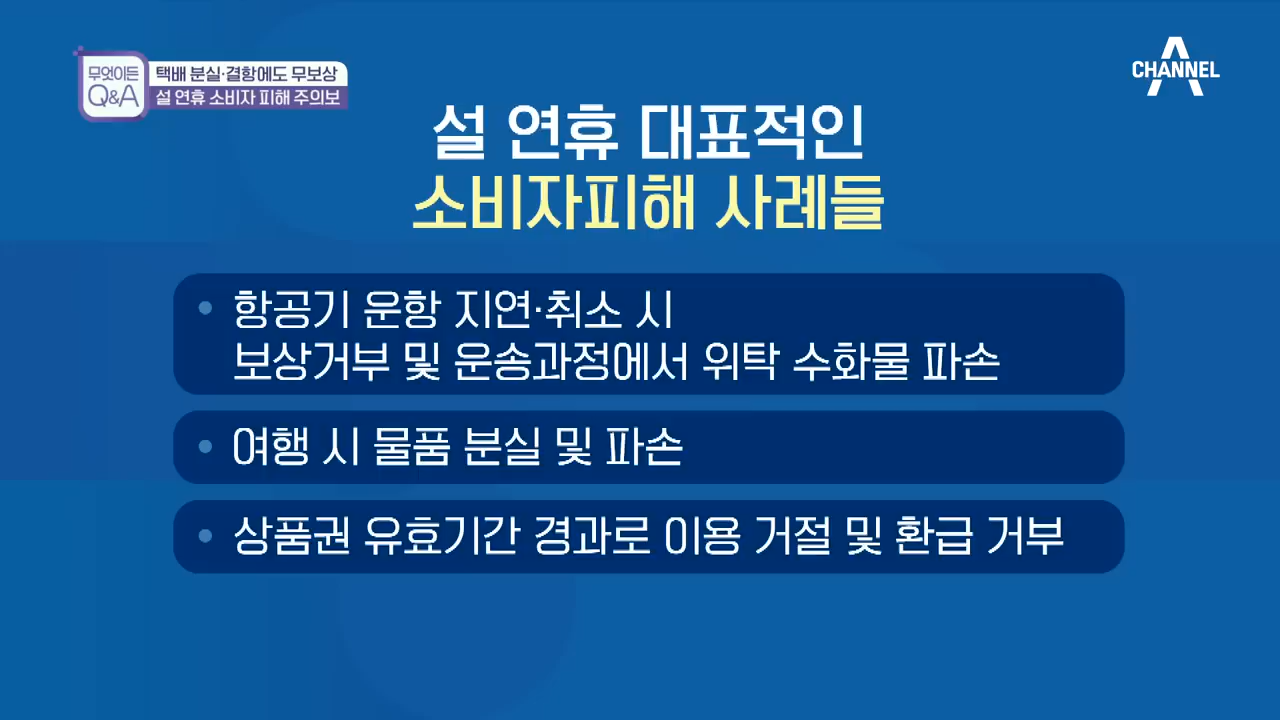 무엇이든
Q&A
택배 분실·결항에도 무보상
설 연휴 소비자 피해 주의보
CHANNEL A
설 연휴 대표적인
소비자피해 사례들
• 항공기 운항 지연·취소 시
보상거부 및 운송과정에서 위탁 수화물 파손
• 여행 시 물품 분실 및 파손
• 상품권 유효기간 경과로 이용 거절 및 환급 거부